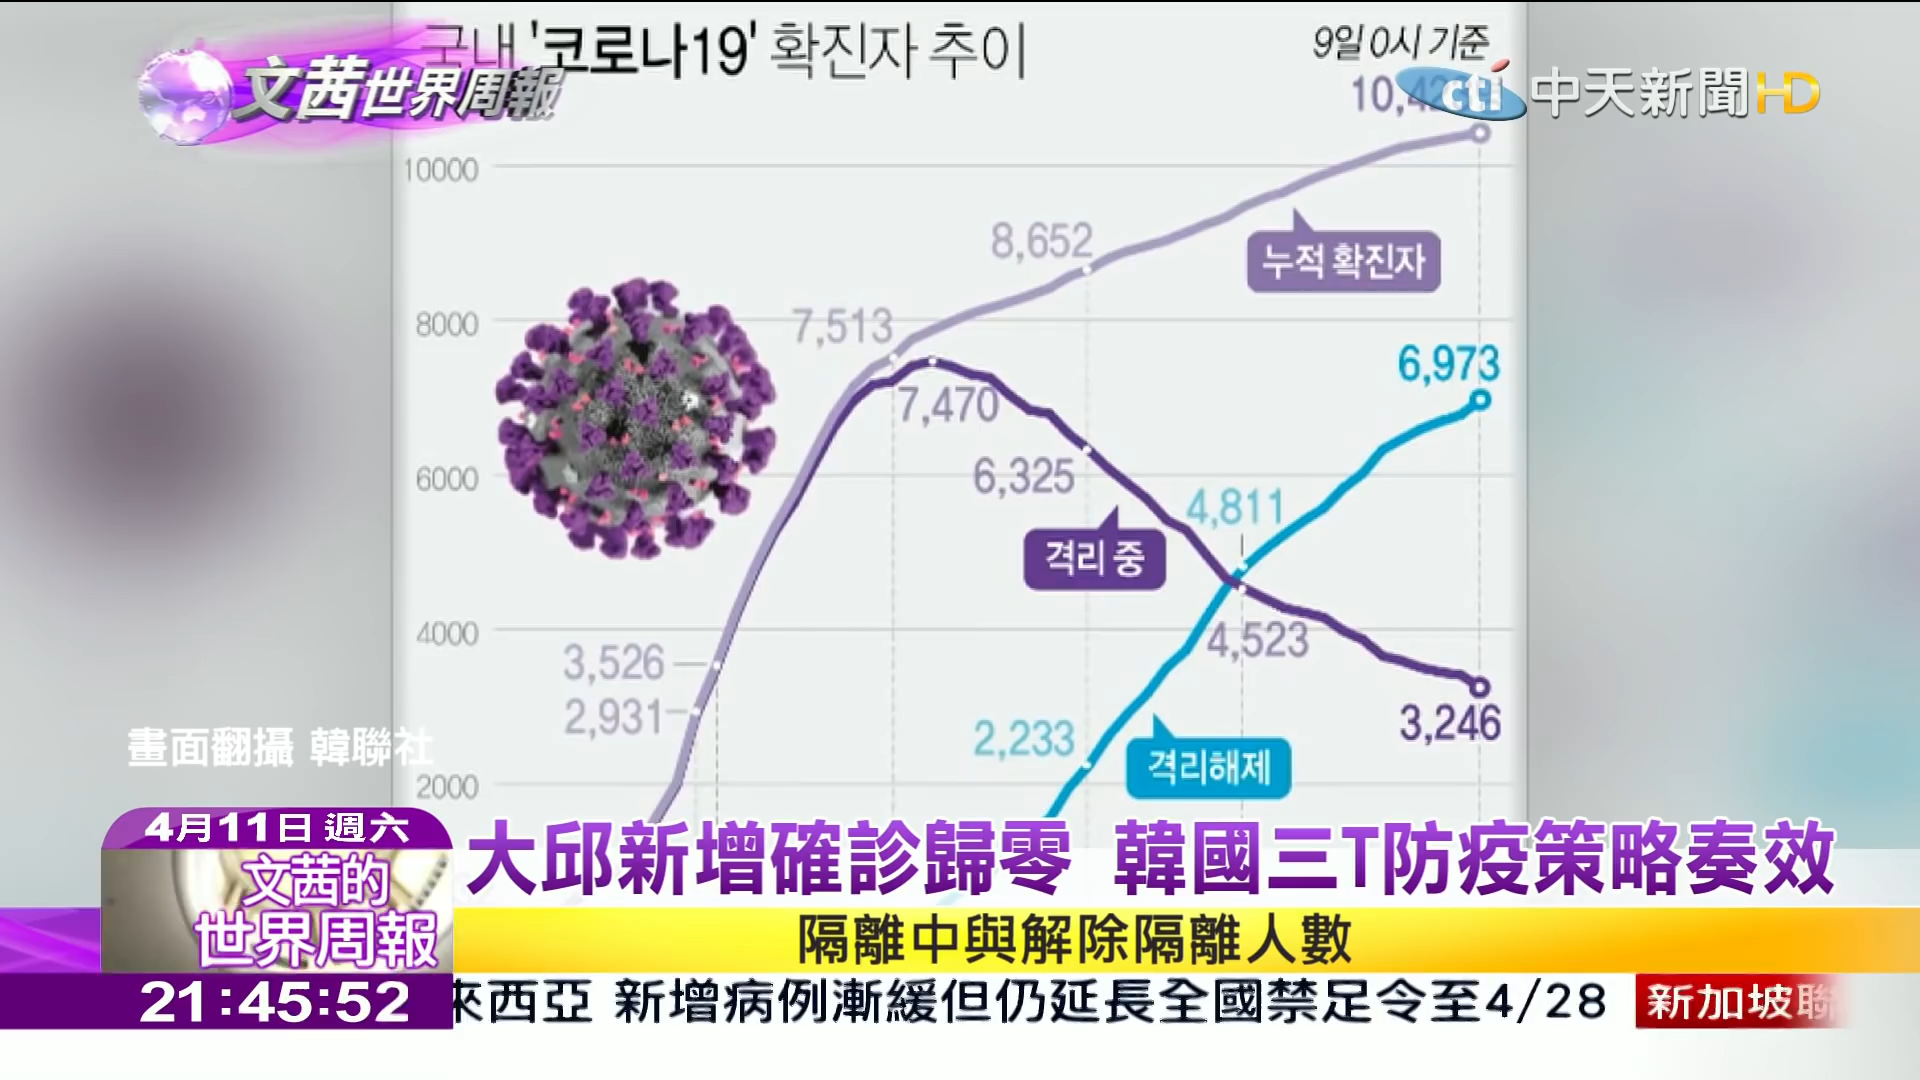 국내 '코로나19' 확진자 추이
9일 0시 기준
文茜世界周報
cti 中天新聞HD
10000
8,652
누적 확진자
8000
7,513
6,973
7,470
6000
6,325
4,811
격리 중
4000
4,523
3,526
2,931
3,246
2,233
격리해제
畫面翻攝 韓聯社
2000
4月11日 週六
大邱新增確診歸零 韓國三T防疫策略奏效
文茜的
世界周報
隔離中與解除隔離人數
21:45:52
來西亞 新增病例漸緩但仍延長全國禁足令至4/28
新加坡聯